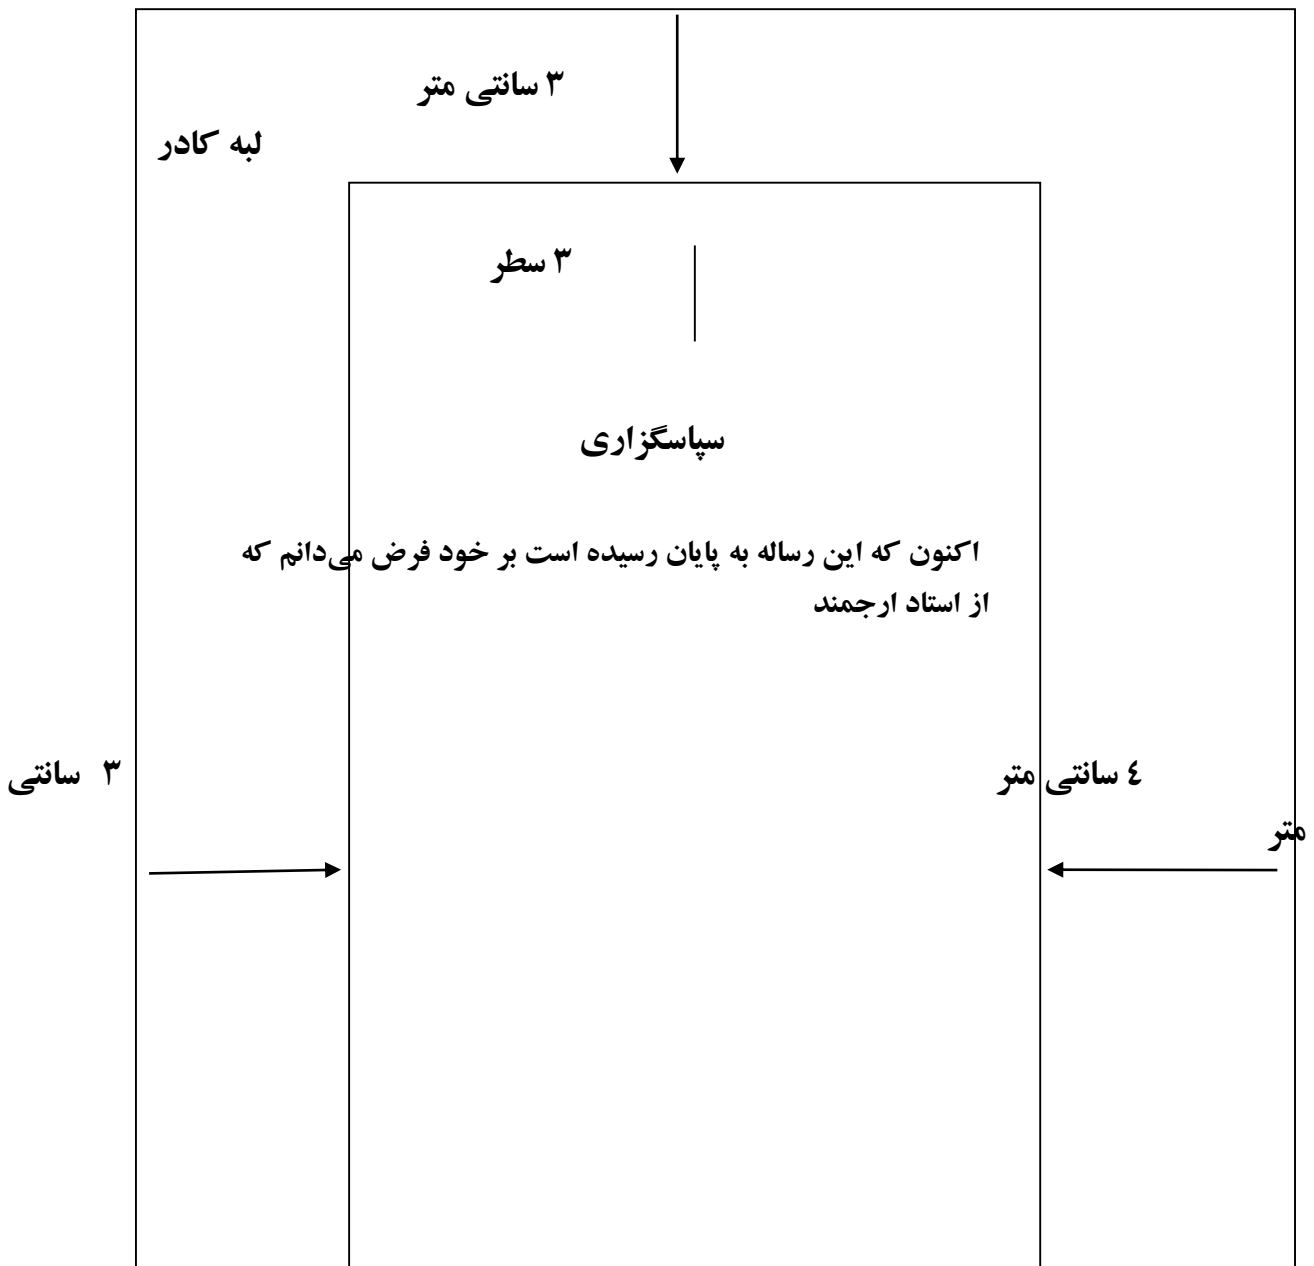 ۳ سانتی متر
لبه کادر
۳ سطر
سپاسگزاری
اکنون که این رساله به پایان رسیده است بر خود فرض می‌دانم که
از استاد ارجمند
٤ سانتی متر
۳ سانتی
متر